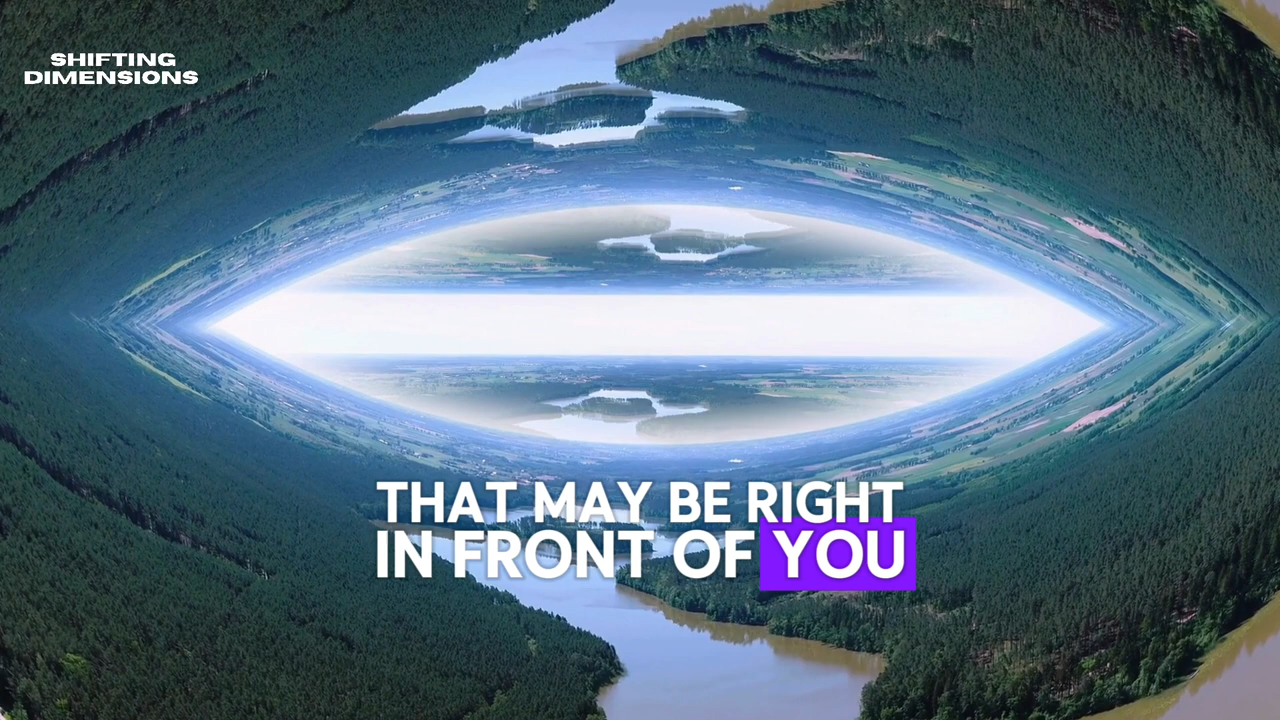 SHIFTING
DIMENSIONS
THAT MAY BE RIGHT
IN FRONT OF YOU